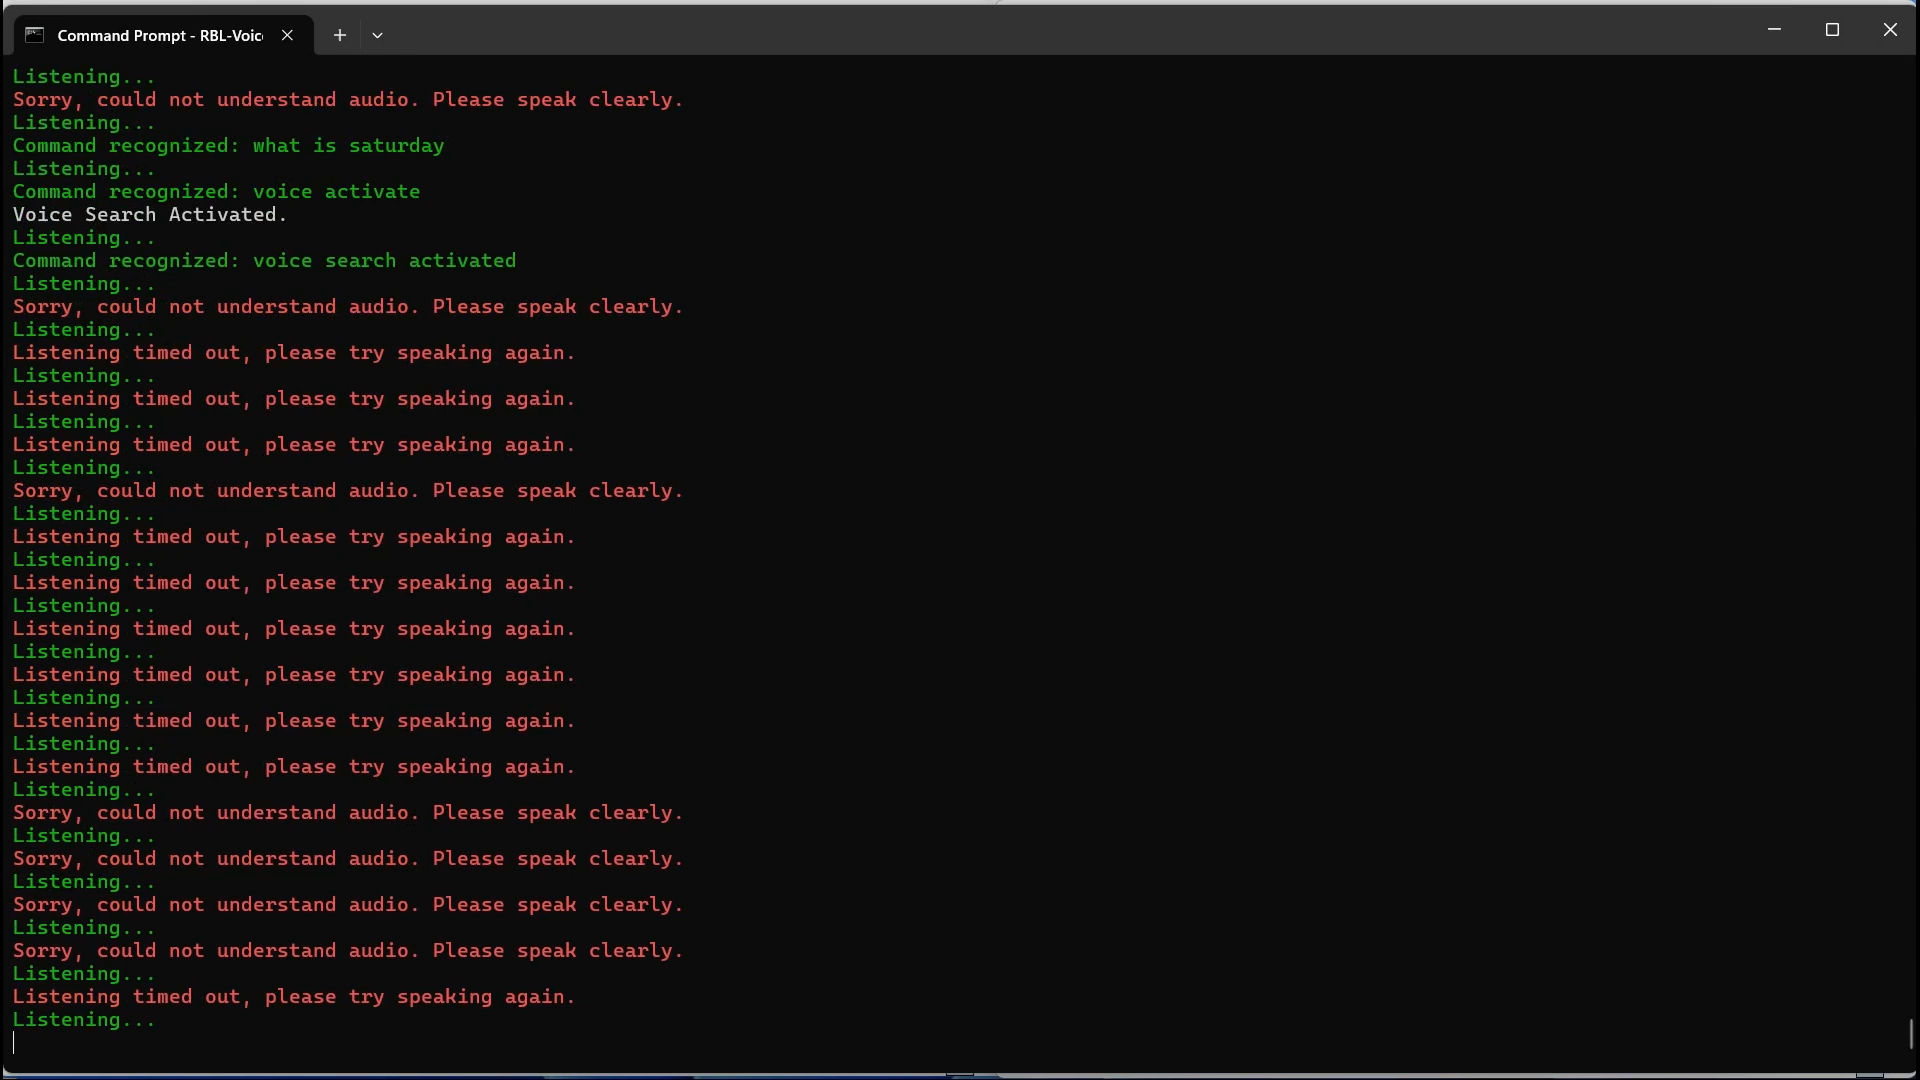 Command Prompt - RBL-Voic
Listening...
Sorry, could not understand audio. Please speak clearly.
Listening...
Command recognized: what is saturday
Listening...
Command recognized: voice activate
Voice Search Activated.
Listening...
Command recognized: voice search activated
Listening...
Sorry, could not understand audio. Please speak clearly.
Listening...
Listening timed out, please try speaking again.
Listening...
Listening timed out, please try speaking again.
Listening...
Listening timed out, please try speaking again.
Listening...
Sorry, could not understand audio. Please speak clearly.
Listening...
Listening timed out, please try speaking again.
Listening...
Listening timed out, please try speaking again.
Listening...
Listening timed out, please try speaking again.
Listening...
Listening timed out, please try speaking again.
Listening...
Listening timed out, please try speaking again.
Listening...
Listening timed out, please try speaking again.
Listening...
Sorry, could not understand audio. Please speak clearly.
Listening...
Sorry, could not understand audio. Please speak clearly.
Listening...
Sorry, could not understand audio. Please speak clearly.
Listening...
Sorry, could not understand audio. Please speak clearly.
Listening...
Listening timed out, please try speaking again.
Listening...